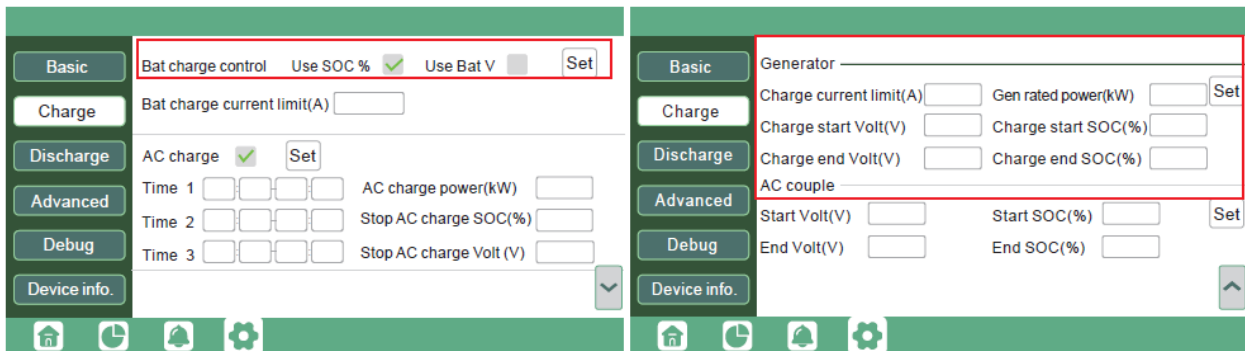 Basic
Charge
Discharge
Advanced
Debug
Device info.
Bat charge control Use SOC % Use Bat V Set
Bat charge current limit(A)
AC charge Set
Time 1 : : : AC charge power(kW)
Time 2 : : : Stop AC charge SOC(%)
Time 3 : : : Stop AC charge Volt (V)
Basic
Charge
Discharge
Advanced
Debug
Device info.
Generator
Charge current limit(A) Gen rated power(kW) Set
Charge start Volt(V) Charge start SOC(%)
Charge end Volt(V) Charge end SOC(%)
AC couple
Start Volt(V) Start SOC(%) Set
End Volt(V) End SOC(%)